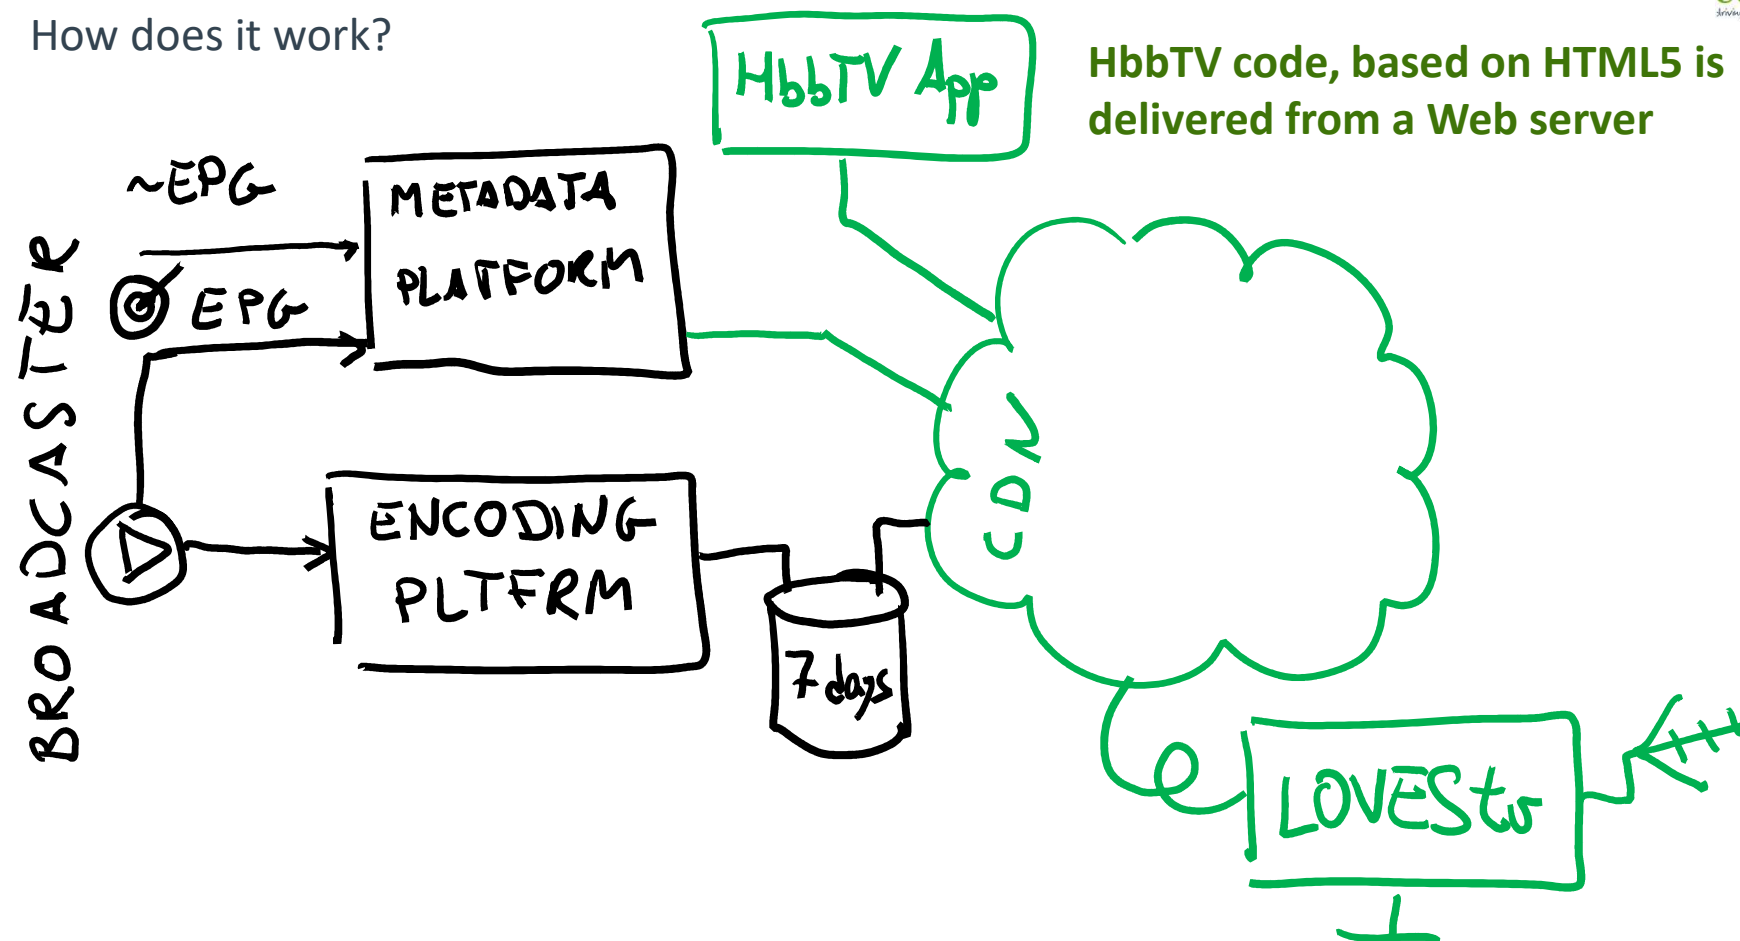 How does it work?
HbbTV App
HbbTV code, based on HTML5 is
delivered from a Web server
~EPG
METADATA
PLATFORM
EPG
BROADCASTER
ENCODING
PLTFRM
7 days
CDN
LOVEStv